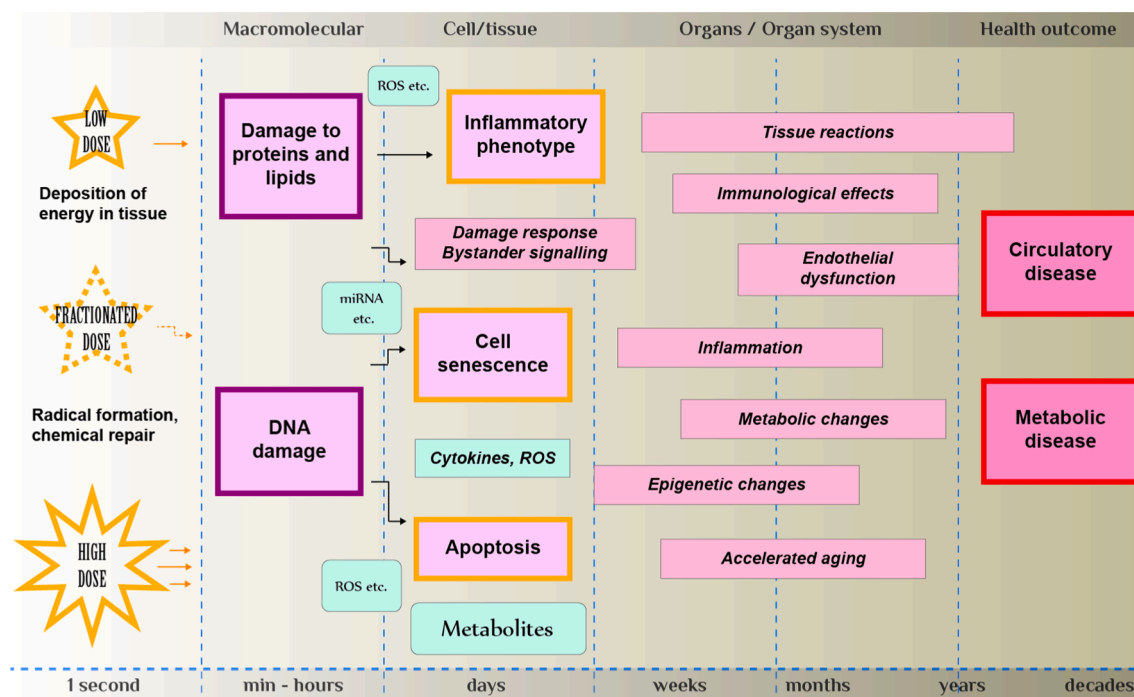 Macromolecular
Cell/tissue
Organs / Organ system
Health outcome
LOW
DOSE
Deposition of
energy in tissue
FRACTIONATED
DOSE
Radical formation,
chemical repair
HIGH
DOSE
Damage to
proteins and
lipids
DNA
damage
ROS etc.
Inflammatory
phenotype
Damage response
Bystander signalling
miRNA
etc.
Cell
senescence
Cytokines, ROS
Apoptosis
ROS etc.
Metabolites
Tissue reactions
Immunological effects
Endothelial
dysfunction
Inflammation
Metabolic changes
Epigenetic changes
Accelerated aging
Circulatory
disease
Metabolic
disease
1 second
min - hours
days
weeks
months
years
decades